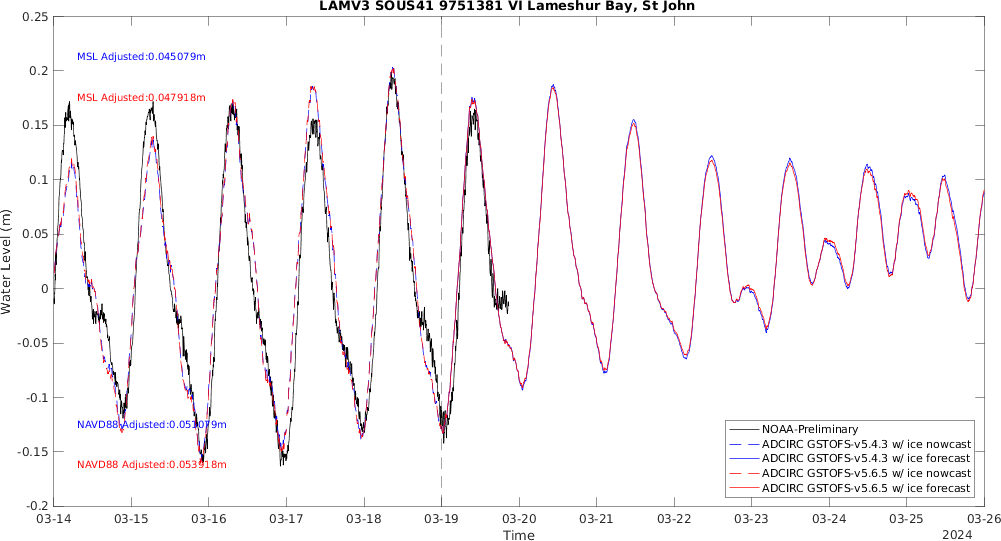 LAMV3 SOUS41 9751381 VI Lameshur Bay, St John
0.25
0.2
0.15
0.1
0.05
0
-0.05
-0.1
-0.15
-0.2
Water Level (m)
MSL Adjusted:0.045079m
MSL Adjusted:0.047918m
NAVD88 Adjusted:0.051079m
NAVD88 Adjusted:0.053918m
NOAA-Preliminary
ADCIRC GSTOFS-v5.4.3 w/ ice nowcast
ADCIRC GSTOFS-v5.4.3 w/ ice forecast
ADCIRC GSTOFS-v5.6.5 w/ ice nowcast
ADCIRC GSTOFS-v5.6.5 w/ ice forecast
03-14 03-15 03-16 03-17 03-18 03-19 03-20 03-21 03-22 03-23 03-24 03-25 03-26
Time
2024